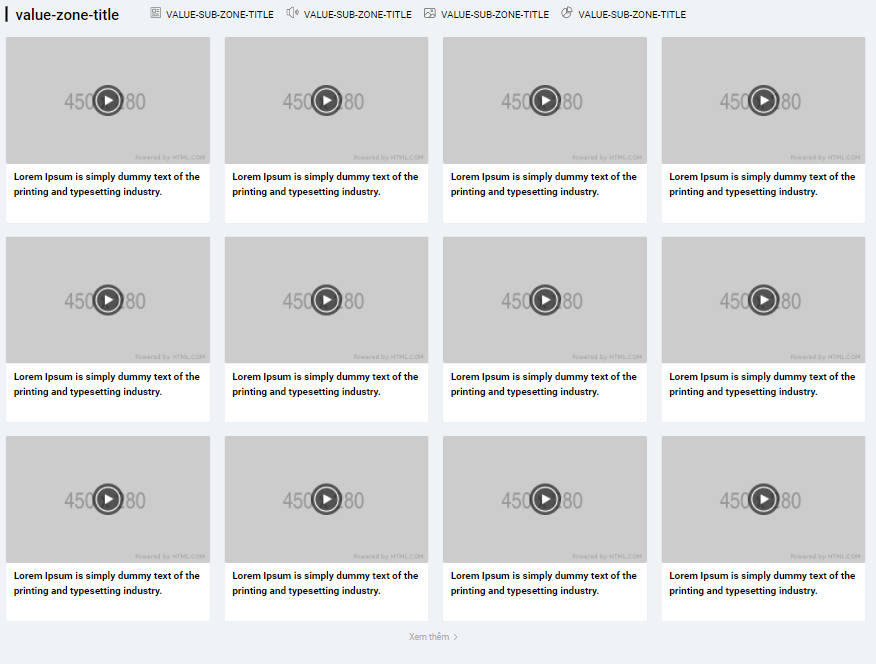 value-zone-title
VALUE-SUB-ZONE-TITLE VALUE-SUB-ZONE-TITLE VALUE-SUB-ZONE-TITLE VALUE-SUB-ZONE-TITLE
450 80 450 80 450 80 450 80
Powered by HTML.COM Powered by HTML.COM Powered by HTML.COM Powered by HTML.COM
Lorem Ipsum is simply dummy text of the
printing and typesetting industry.
Lorem Ipsum is simply dummy text of the
printing and typesetting industry.
Lorem Ipsum is simply dummy text of the
printing and typesetting industry.
Lorem Ipsum is simply dummy text of the
printing and typesetting industry.
450 80 450 80 450 80 450 80
Powered by HTML.COM Powered by HTML.COM Powered by HTML.COM Powered by HTML.COM
Lorem Ipsum is simply dummy text of the
printing and typesetting industry.
Lorem Ipsum is simply dummy text of the
printing and typesetting industry.
Lorem Ipsum is simply dummy text of the
printing and typesetting industry.
Lorem Ipsum is simply dummy text of the
printing and typesetting industry.
450 80 450 80 450 80 450 80
Powered by HTML.COM Powered by HTML.COM Powered by HTML.COM Powered by HTML.COM
Lorem Ipsum is simply dummy text of the
printing and typesetting industry.
Lorem Ipsum is simply dummy text of the
printing and typesetting industry.
Lorem Ipsum is simply dummy text of the
printing and typesetting industry.
Lorem Ipsum is simply dummy text of the
printing and typesetting industry.
Xem thêm >